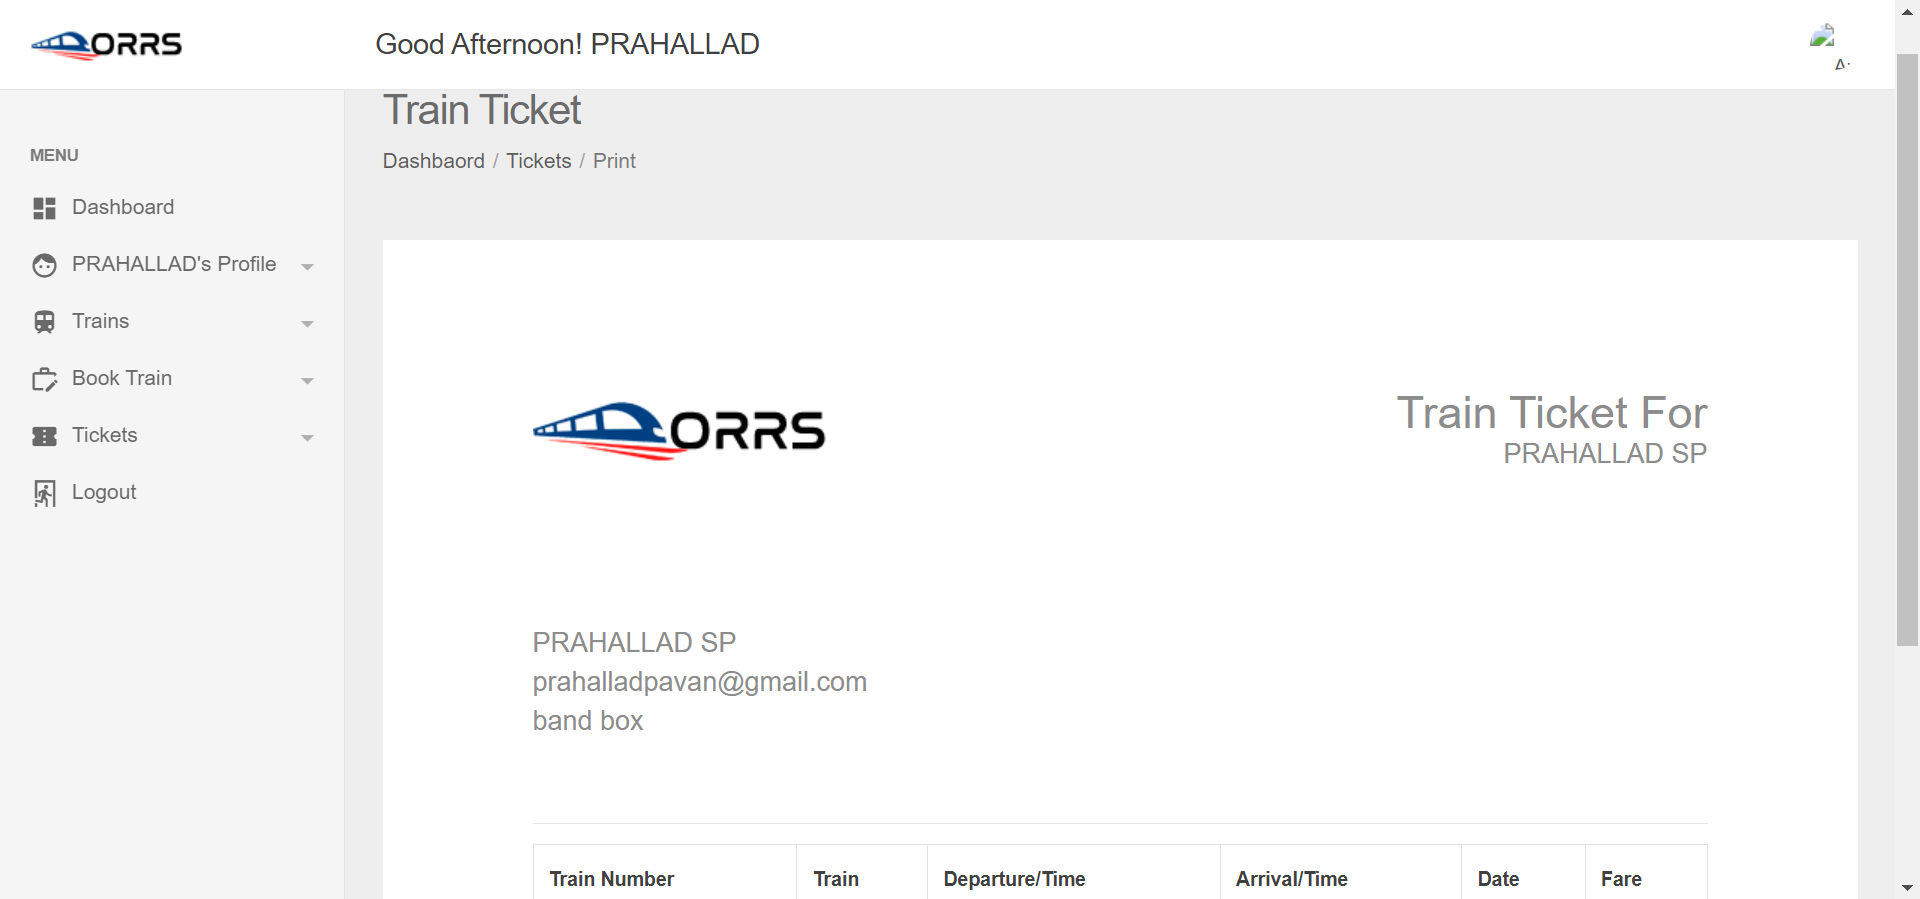 ORRS
Good Afternoon! PRAHALLAD
Train Ticket
Dashbaord / Tickets / Print
MENU
Dashboard
PRAHALLAD's Profile
Trains
Book Train
Tickets
Logout
ORRS
Train Ticket For
PRAHALLAD SP
PRAHALLAD SP
prahalladpavan@gmail.com
band box
Train Number Train Departure/Time Arrival/Time Date Fare